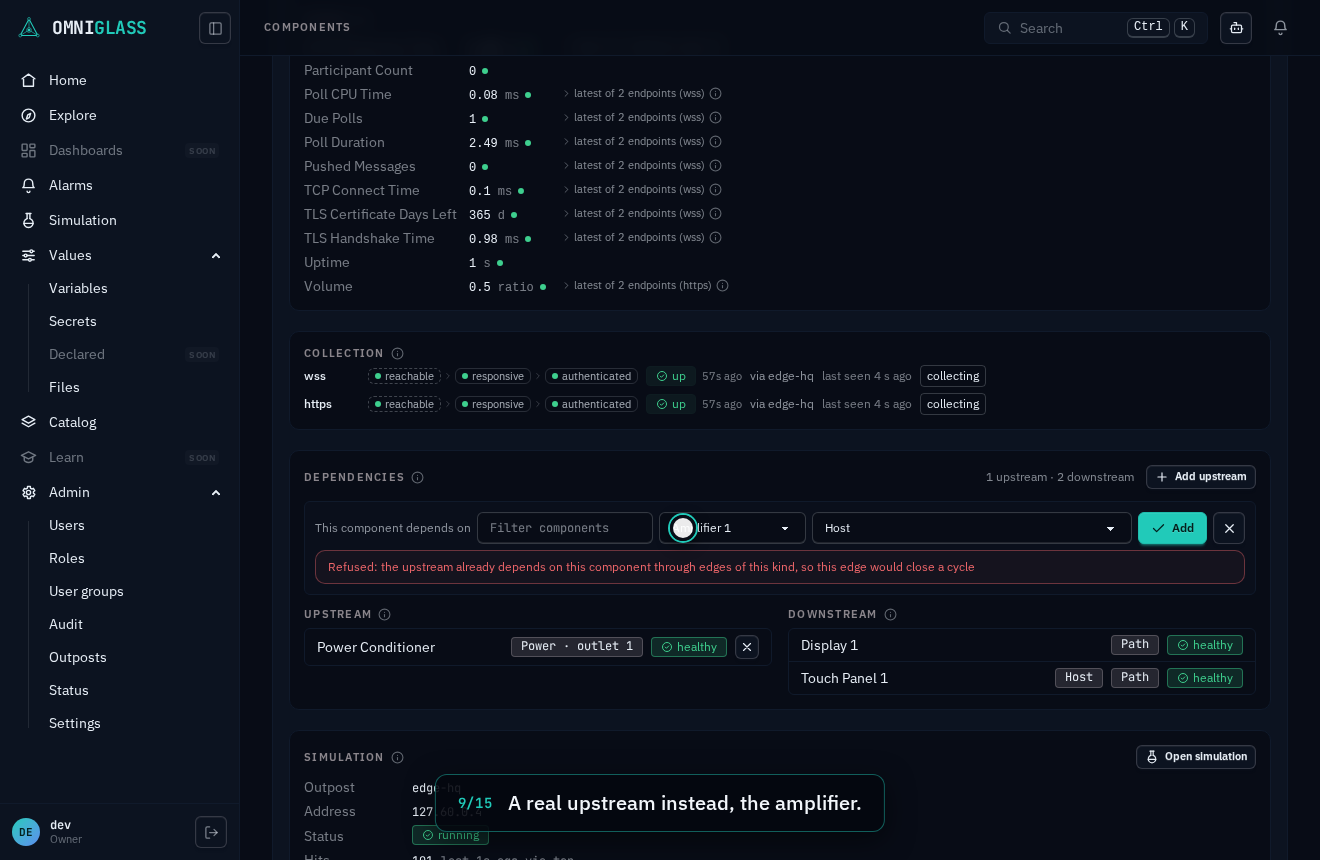 OMNIGLASS
COMPONENTS
Search
Ctrl K
Home
Explore
Dashboards SOON
Alarms
Simulation
Values
Variables
Secrets
Declared SOON
Files
Catalog
Learn SOON
Admin
Users
Roles
User groups
Audit
Outposts
Status
Settings
DE dev
Owner
Participant Count 0
Poll CPU Time 0.08 ms latest of 2 endpoints (wss)
Due Polls 1 latest of 2 endpoints (wss)
Poll Duration 2.49 ms latest of 2 endpoints (wss)
Pushed Messages 0 latest of 2 endpoints (wss)
TCP Connect Time 0.1 ms latest of 2 endpoints (wss)
TLS Certificate Days Left 365 d latest of 2 endpoints (wss)
TLS Handshake Time 0.98 ms latest of 2 endpoints (wss)
Uptime 1 s
Volume 0.5 ratio latest of 2 endpoints (https)
COLLECTION
wss reachable responsive authenticated up 57s ago via edge-hq last seen 4 s ago collecting
https reachable responsive authenticated up 57s ago via edge-hq last seen 4 s ago collecting
DEPENDENCIES 1 upstream · 2 downstream Add upstream
This component depends on Filter components lifier 1 Host Add
Refused: the upstream already depends on this component through edges of this kind, so this edge would close a cycle
UPSTREAM
Power Conditioner Power · outlet 1 healthy
DOWNSTREAM
Display 1 Path healthy
Touch Panel 1 Host Path healthy
SIMULATION Open simulation
Outpost edge-hq
Address
Status running
9/15 A real upstream instead, the amplifier.